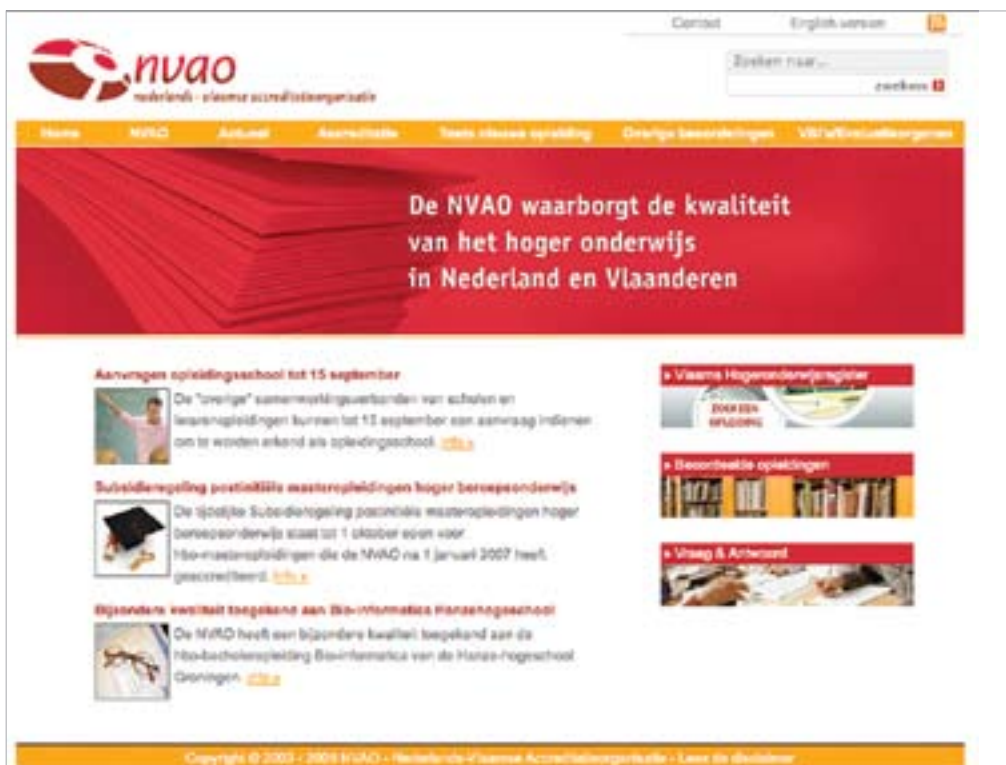 Contact English version
nvao
nederlands - vlaamse accreditatieorganisatie
Zoeken naar...
zoeken
Home NVAO Actueel Accreditatie Toets nieuwe opleiding Overige beoordelingen VBI's/Evaluatieorganen
De NVAO waarborgt de kwaliteit
van het hoger onderwijs
in Nederland en Vlaanderen
Aanvragen opleidingsschool tot 15 september
De "overige" samenwerkingsverbanden van scholen en
lerarenopleidingen kunnen tot 15 september een aanvraag indienen
om te worden erkend als opleidingsschool. info »
Subsidieregeling postinitiële masteropleidingen hoger beroepsonderwijs
De tijdelijke Subsidieregeling postinitiële masteropleidingen hoger
beroepsonderwijs staat tot 1 oktober open voor
hbo-masteropleidingen die de NVAO na 1 januari 2007 heeft
geaccrediteerd. info »
Bijzondere kwaliteit toegekend aan Bio-informatica Hanzehogeschool
De NVAO heeft een bijzondere kwaliteit toegekend aan de
hbo-bacheloropleiding Bio-informatica van de Hanze-hogeschool
Groningen. info »
» Vlaams Hogeronderwijsregister
ZOEK EEN
OPLEIDING
» Beoordeelde opleidingen
» Vraag & Antwoord
Copyright © 2003 - NVAO - Nederlands-Vlaamse Accreditatieorganisatie - Lees de disclaimer